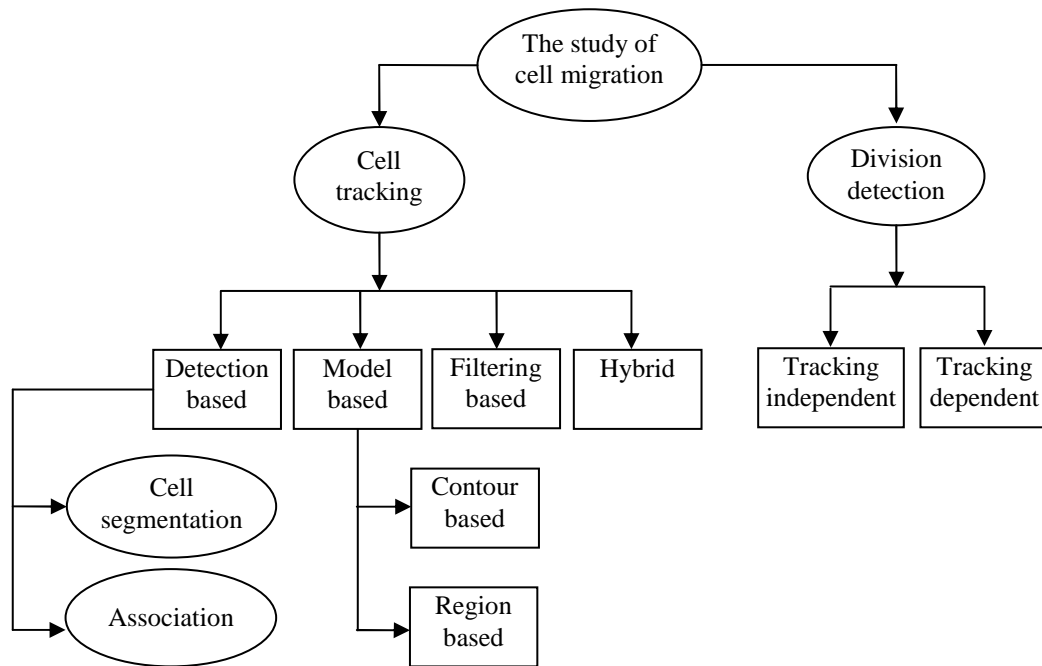 The study of
cell migration
Cell
tracking
Division
detection
Detection
based
Model
based
Filtering
based
Hybrid
Tracking
independent
Tracking
dependent
Cell
segmentation
Contour
based
Association
Region
based